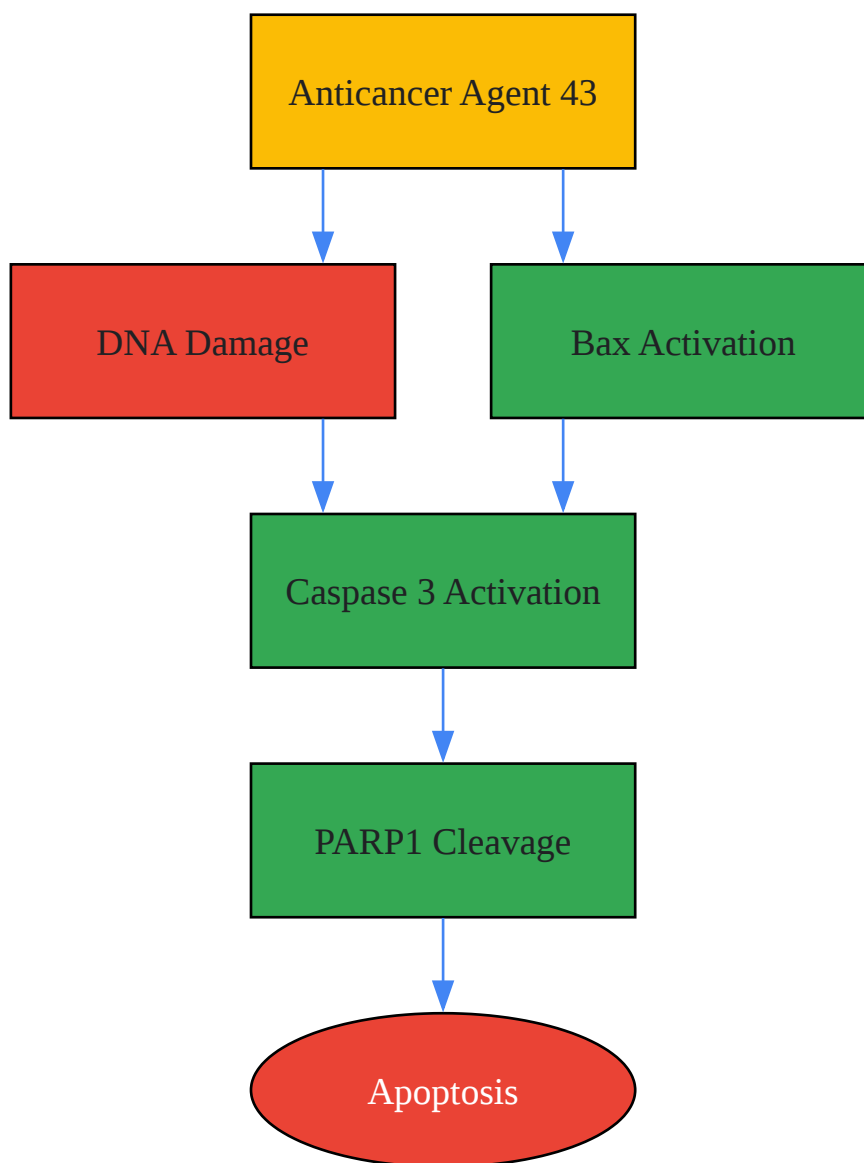 Anticancer Agent 43
DNA Damage
Bax Activation
Caspase 3 Activation
PARP1 Cleavage
Apoptosis